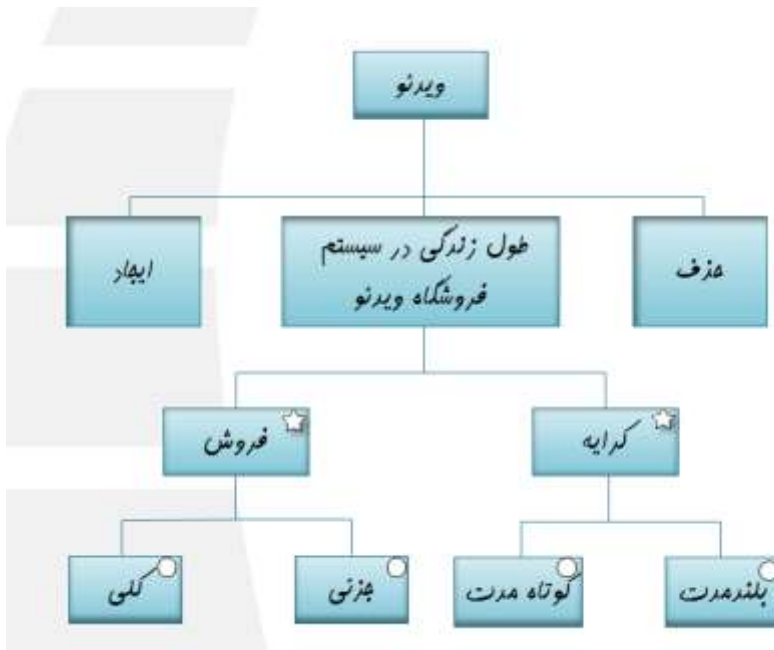 ویدئو
حذف
طول زندگی در سیستم
فروشگاه ویدئو
ایجاد
کرایه
فروش
بلندمدت
کوتاه مدت
جزئی
کلی